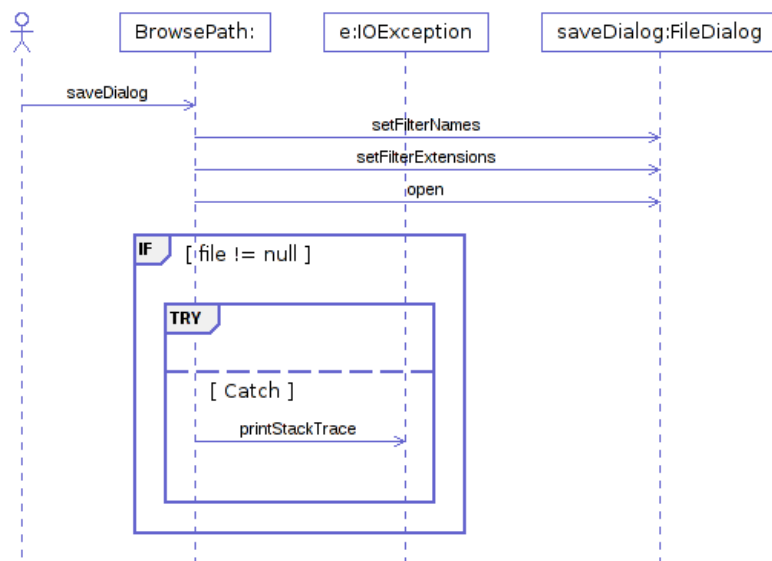 BrowsePath:
e:IOException
saveDialog:FileDialog
saveDialog
setFilterNames
setFilterExtensions
open
IF
[ file != null ]
TRY
[ Catch ]
printStackTrace